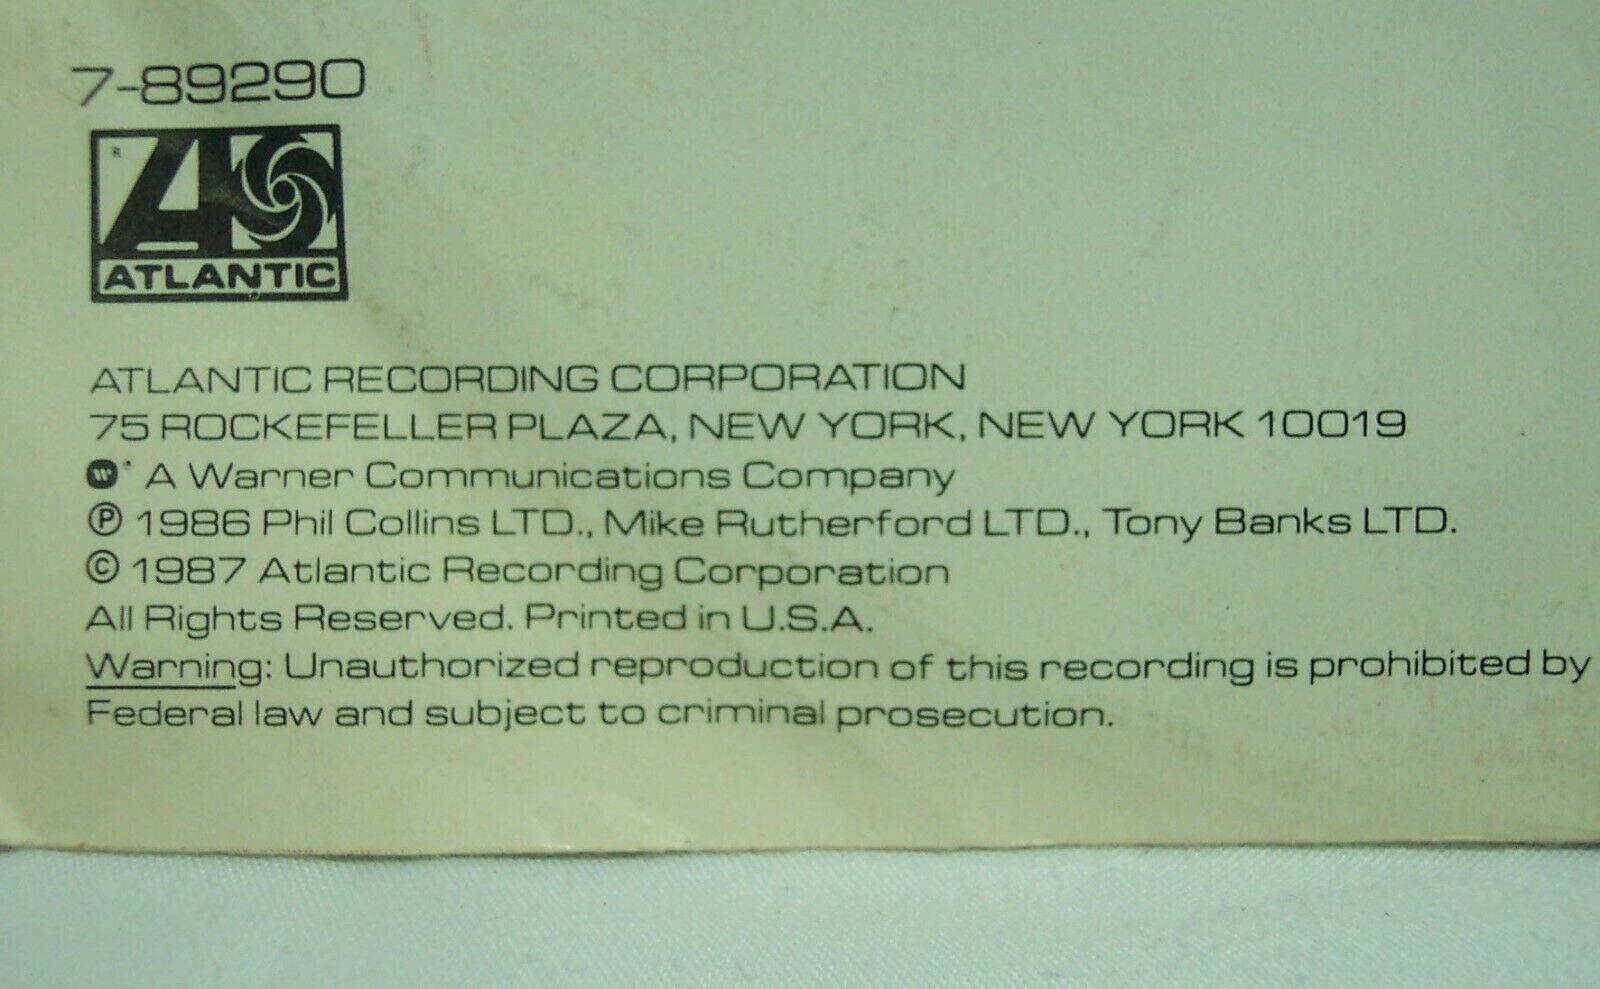 7-89290
R
ATLANTIC
ATLANTIC RECORDING CORPORATION
75 ROCKEFELLER PLAZA, NEW YORK, NEW YORK 10019
W A Warner Communications Company
Ⓟ 1986 Phil Collins LTD., Mike Rutherford LTD., Tony Banks LTD.
© 1987 Atlantic Recording Corporation
All Rights Reserved. Printed in U.S.A.
Warning: Unauthorized reproduction of this recording is prohibited by
Federal law and subject to criminal prosecution.